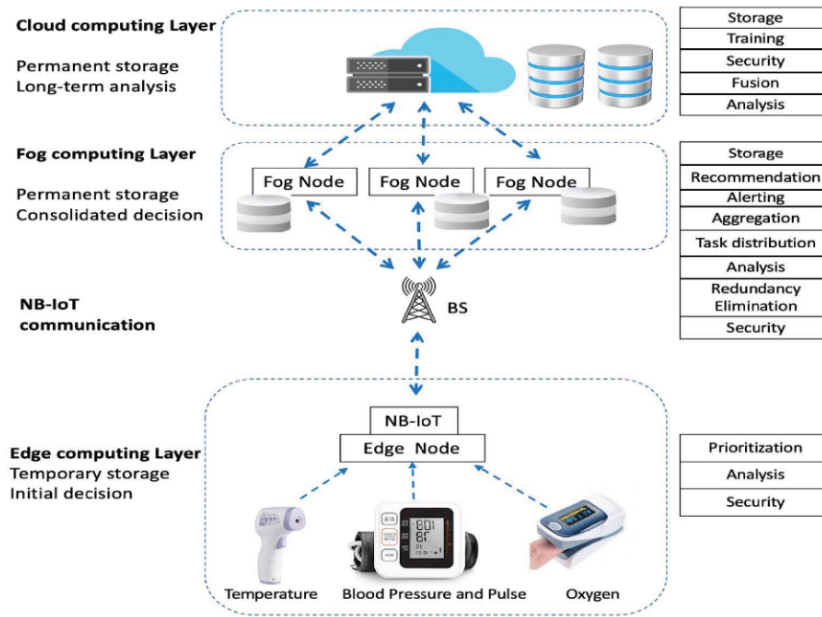 Cloud computing Layer
Permanent storage
Long-term analysis
Storage
Training
Security
Fusion
Analysis
Fog computing Layer
Permanent storage
Consolidated decision
Fog Node
Fog Node
Fog Node
Storage
Recommendation
Alerting
Aggregation
Task distribution
Analysis
Redundancy
Elimination
Security
NB-IoT
communication
BS
Edge computing Layer
Temporary storage
Initial decision
NB-IoT
Edge Node
Prioritization
Analysis
Security
Temperature
Blood Pressure and Pulse
Oxygen